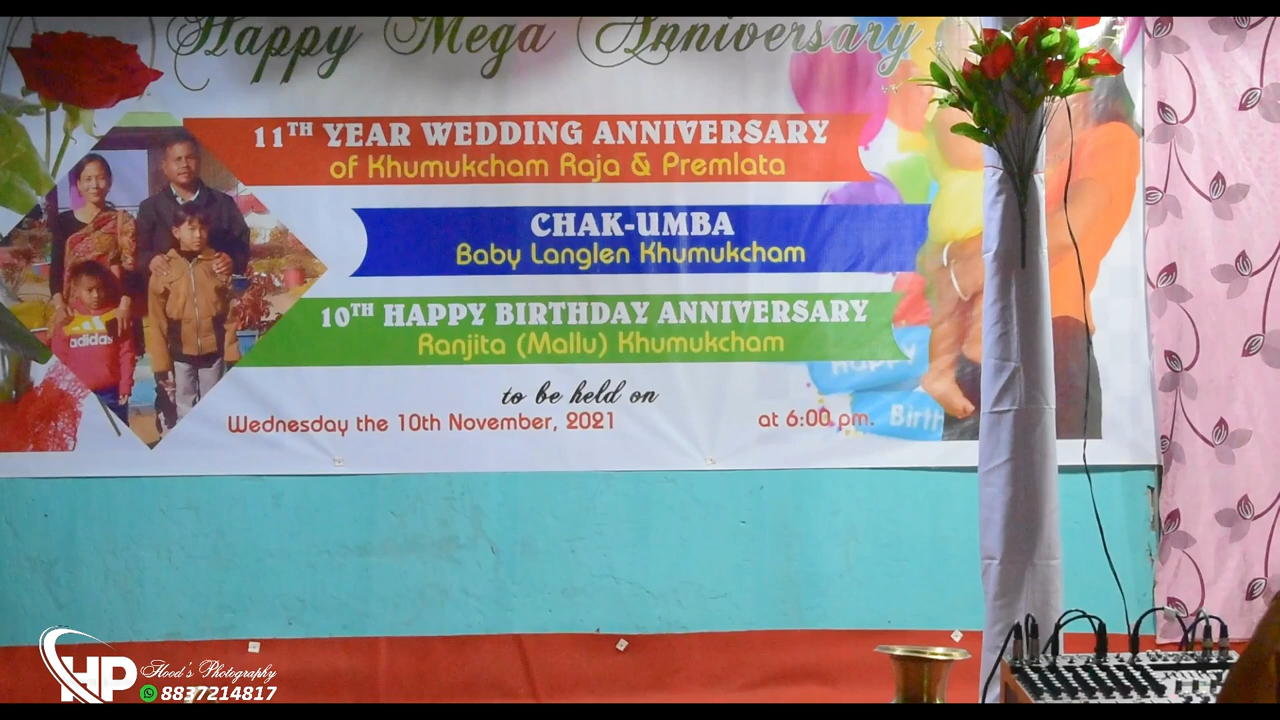 Happy Mega Anniversary
11TH YEAR WEDDING ANNIVERSARY
of Khumukcham Raja & Premlata
CHAK-UMBA
Baby Langlen Khumukcham
10TH HAPPY BIRTHDAY ANNIVERSARY
Ranjita (Mallu) Khumukcham
adidas
Happy
Birth
to be held on
Wednesday the 10th November, 2021 at 6:00 pm.
HP Hood's Photography
8837214817